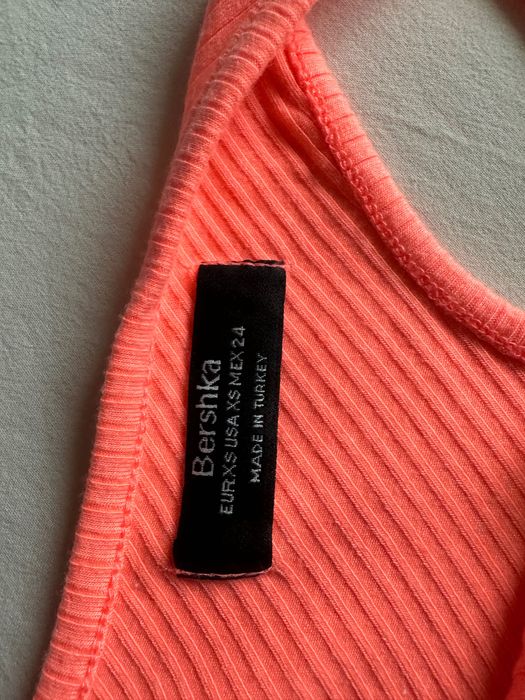 Bershka
EUR XS USA XS MEX 24
MADE IN TURKEY